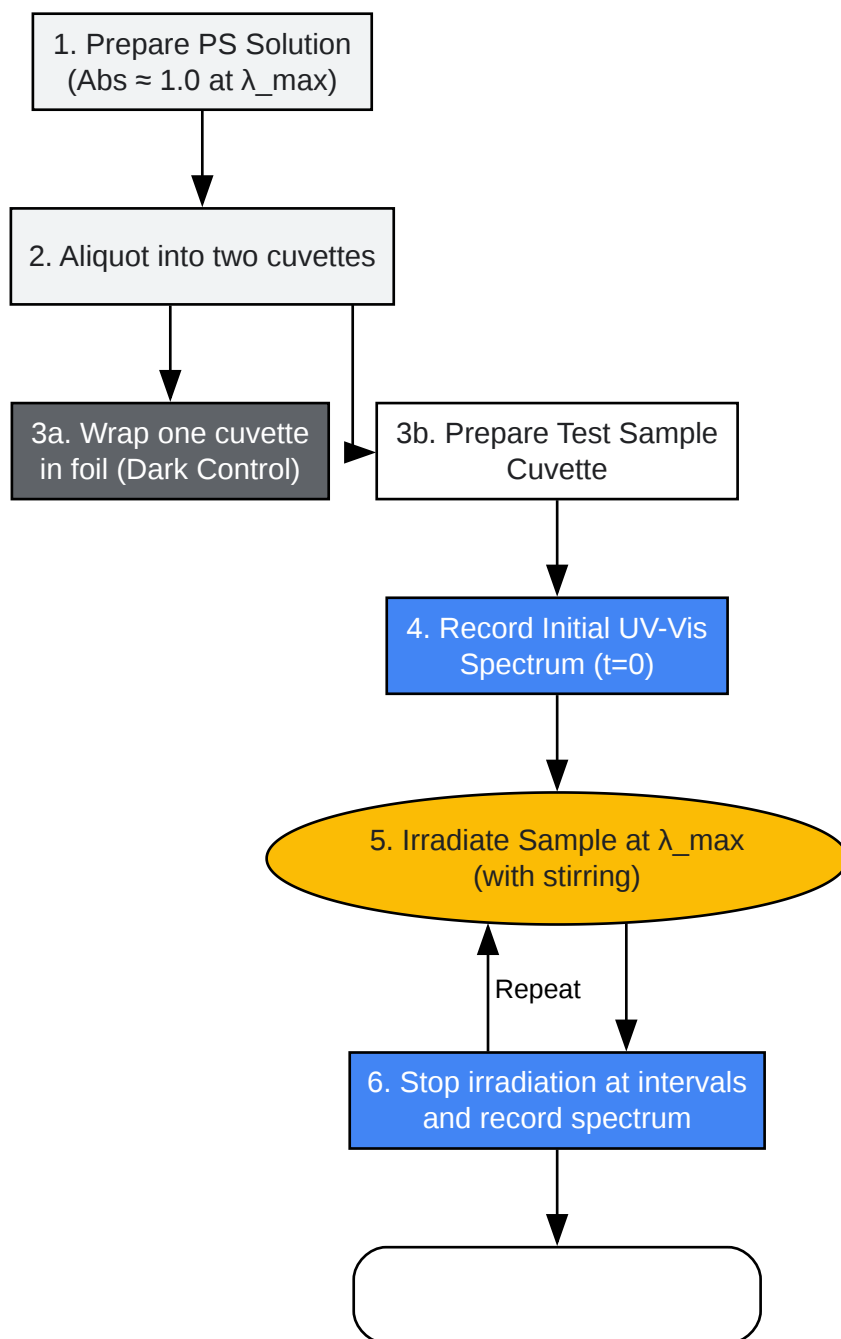 1. Prepare PS Solution
(Abs ≈ 1.0 at λ_max)
2. Aliquot into two cuvettes
3a. Wrap one cuvette
in foil (Dark Control)
3b. Prepare Test Sample
Cuvette
4. Record Initial UV-Vis
Spectrum (t=0)
5. Irradiate Sample at λ_max
(with stirring)
Repeat
6. Stop irradiation at intervals
and record spectrum